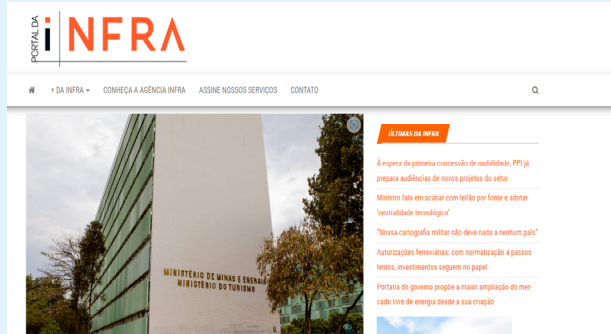 PORTAL DA
iNFRA
+ DA INFRA
CONHEÇA A AGÊNCIA INFRA
ASSINE NOSSOS SERVIÇOS
CONTATO
MINISTÉRIO DE MINAS E ENERGIA
MINISTÉRIO DO TURISMO
ÚLTIMAS DA INFRA
À espera da primeira concessão de mobilidade, PPI já
prepara audiências de novos projetos do setor
Ministro fala em acabar com leilão por fonte e adotar
'neutralidade tecnológica'
"Nossa cartografia militar não deve nada a nenhum país"
Autorizações ferroviárias: com normatização a passos
lentos, investimentos seguem no papel
Portaria do governo propõe a maior ampliação do mer-
cado livre de energia desde a sua criação